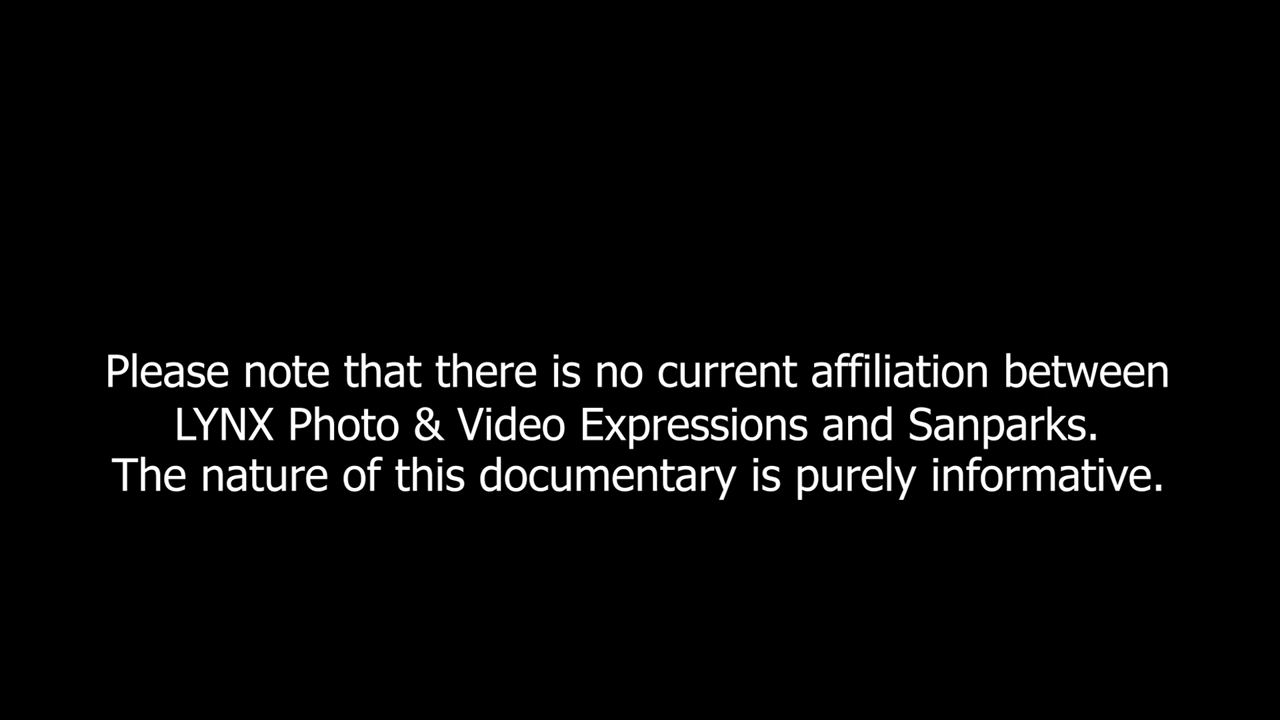 Please note that there is no current affiliation between
LYNX Photo & Video Expressions and Sanparks.
The nature of this documentary is purely informative.